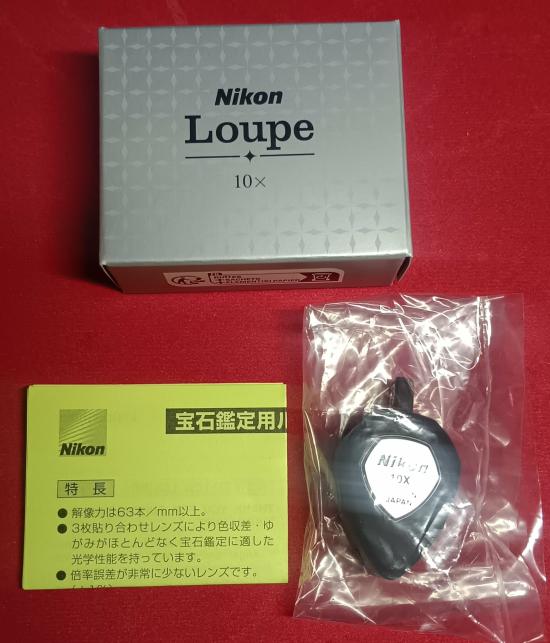 Nikon
Loupe
10×
BOÎTES
+ SACHETS
+ ÉLÉMENT(S) PAPIER
Nikon
宝石鑑定用
特長
● 解像力は63本／mm以上。
● 3枚貼り合わせレンズにより色収差・ゆ
がみがほとんどなく宝石鑑定に適した
光学性能を持っています。
● 倍率誤差が非常に少ないレンズです。
Nikon
10X
JAPAN